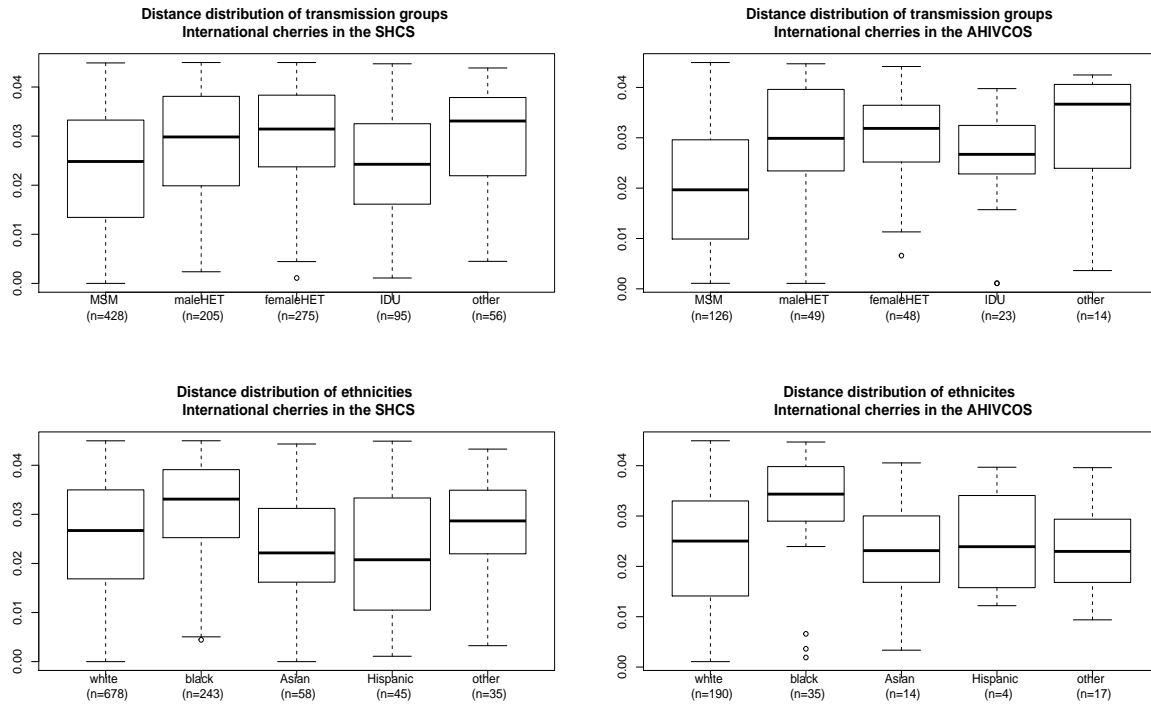 Distance distribution of transmission groups
International cherries in the SHCS
0.04
0.03
0.02
0.01
0.00
MSM maleHET femaleHET IDU other
(n=428) (n=205) (n=275) (n=95) (n=56)
Distance distribution of transmission groups
International cherries in the AHIVCOS
0.04
0.03
0.02
0.01
0.00
MSM maleHET femaleHET IDU other
(n=126) (n=49) (n=48) (n=23) (n=14)
Distance distribution of ethnicities
International cherries in the SHCS
0.04
0.03
0.02
0.01
0.00
white black Asian Hispanic other
(n=678) (n=243) (n=58) (n=45) (n=35)
Distance distribution of ethnicites
International cherries in the AHIVCOS
0.04
0.03
0.02
0.01
0.00
white black Asian Hispanic other
(n=190) (n=35) (n=14) (n=4) (n=17)